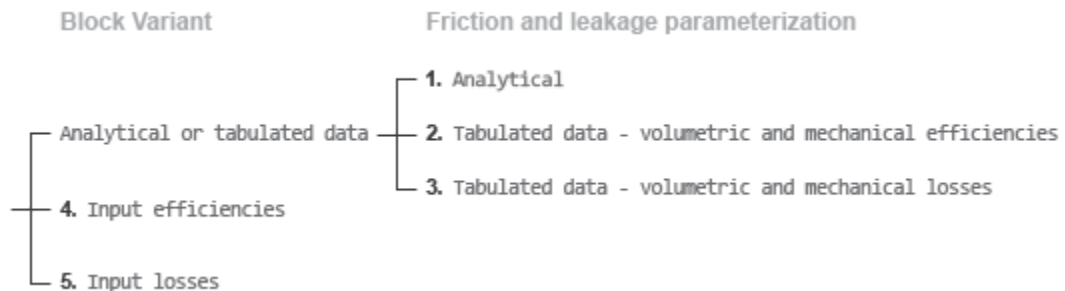 Block Variant
Friction and leakage parameterization
1. Analytical
Analytical or tabulated data
2. Tabulated data - volumetric and mechanical efficiencies
3. Tabulated data - volumetric and mechanical losses
4. Input efficiencies
5. Input losses